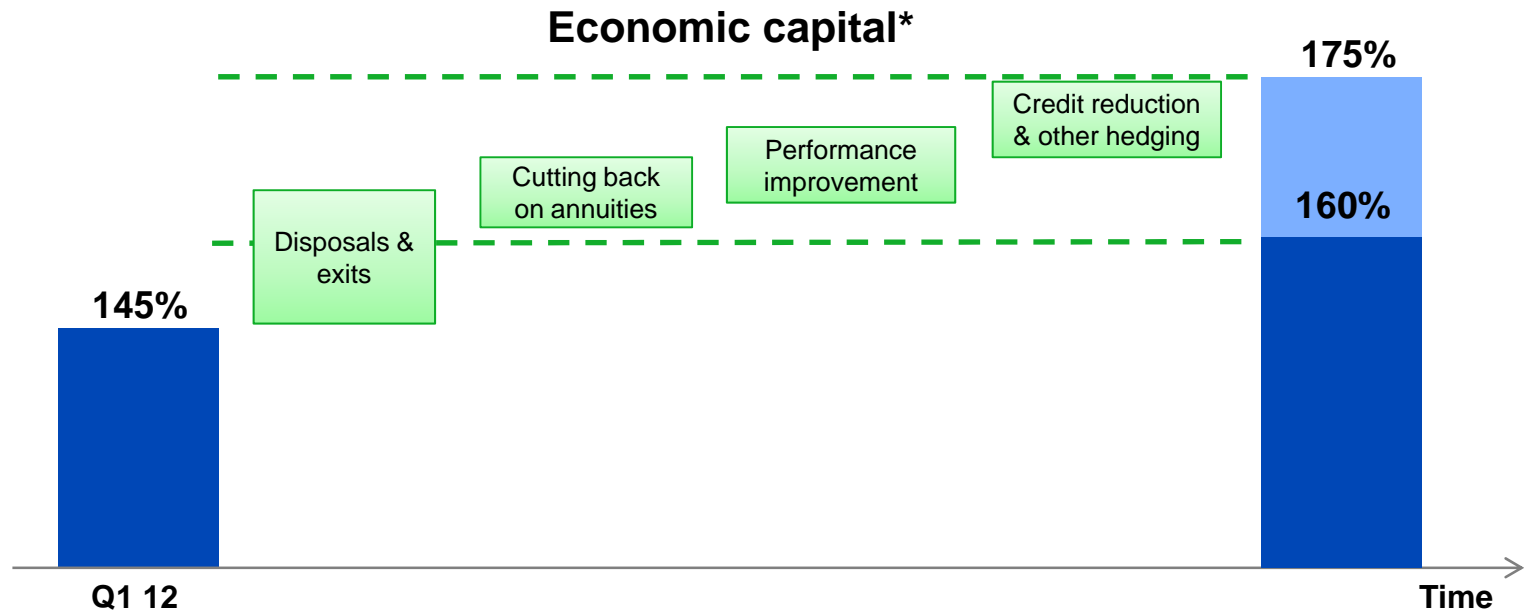 Economic capital*
175%
Credit reduction
& other hedging
Performance
improvement
Cutting back
on annuities
160%
Disposals &
exits
145%
Q1 12
Time